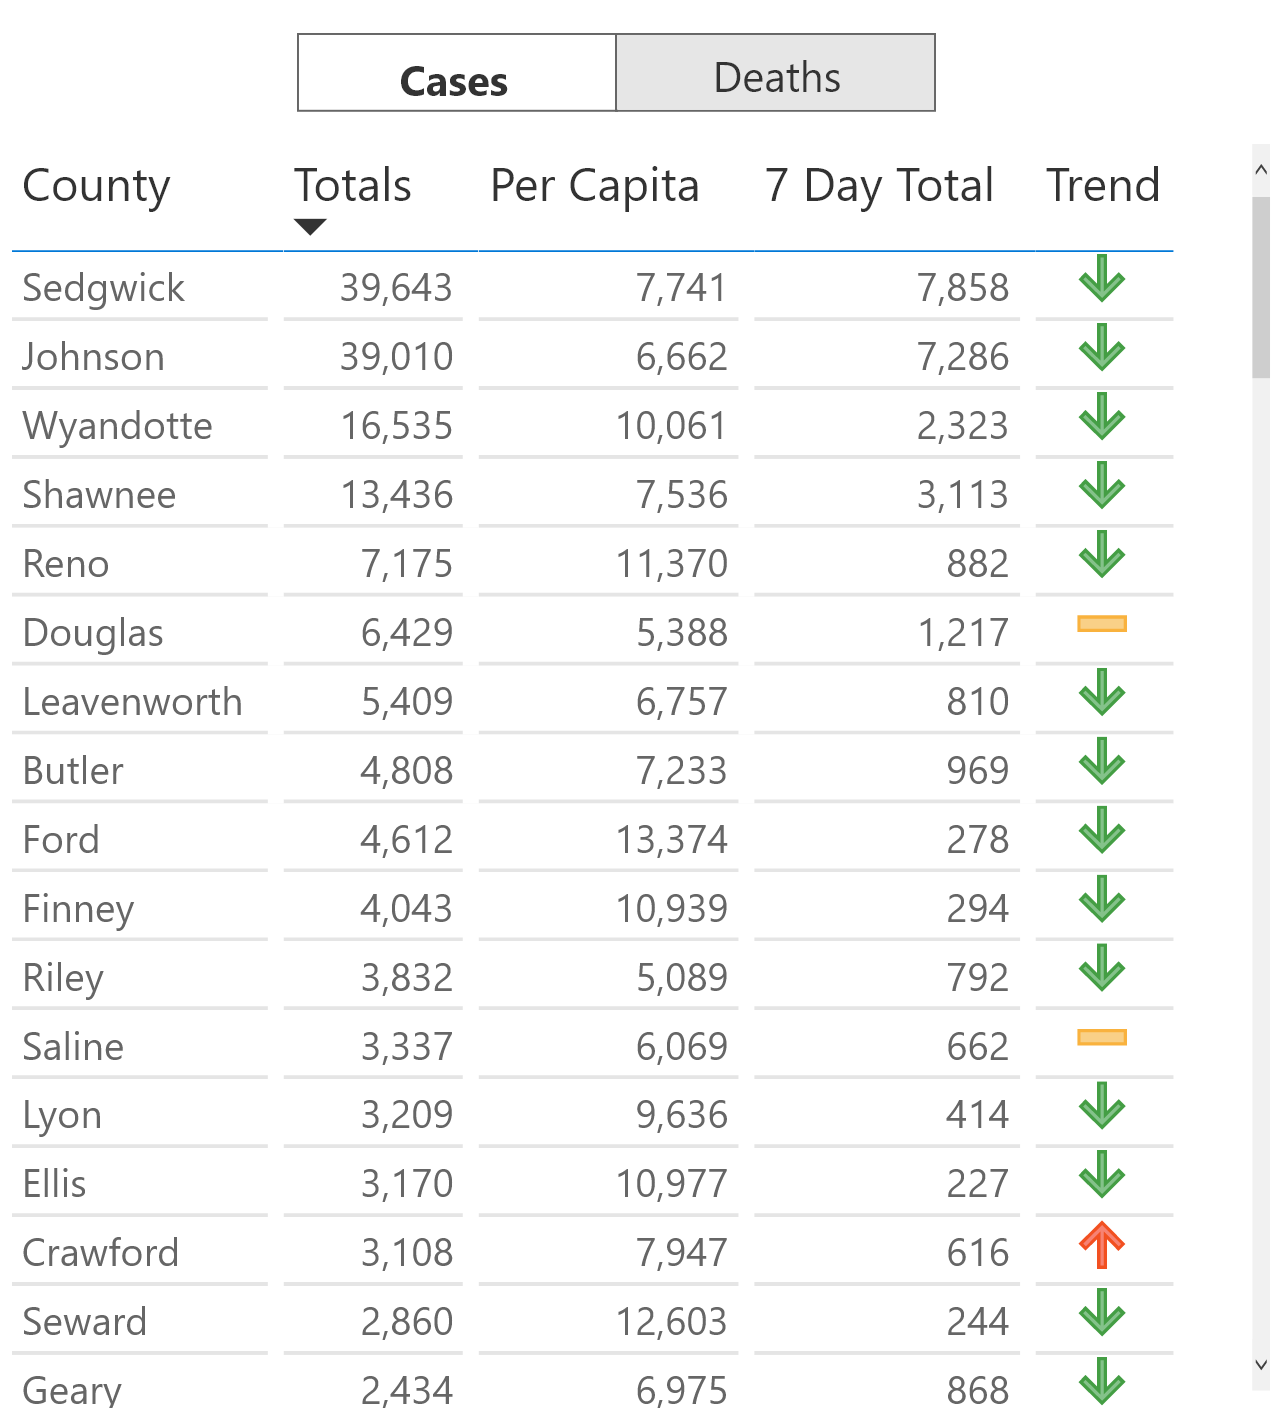 Cases Deaths
County Totals Per Capita 7 Day Total Trend
Sedgwick 39,643 7,741 7,858
Johnson 39,010 6,662 7,286
Wyandotte 16,535 10,061 2,323
Shawnee 13,436 7,536 3,113
Reno 7,175 11,370 882
Douglas 6,429 5,388 1,217
Leavenworth 5,409 6,757 810
Butler 4,808 7,233 969
Ford 4,612 13,374 278
Finney 4,043 10,939 294
Riley 3,832 5,089 792
Saline 3,337 6,069 662
Lyon 3,209 9,636 414
Ellis 3,170 10,977 227
Crawford 3,108 7,947 616
Seward 2,860 12,603 244
Geary 2,434 6,975 868